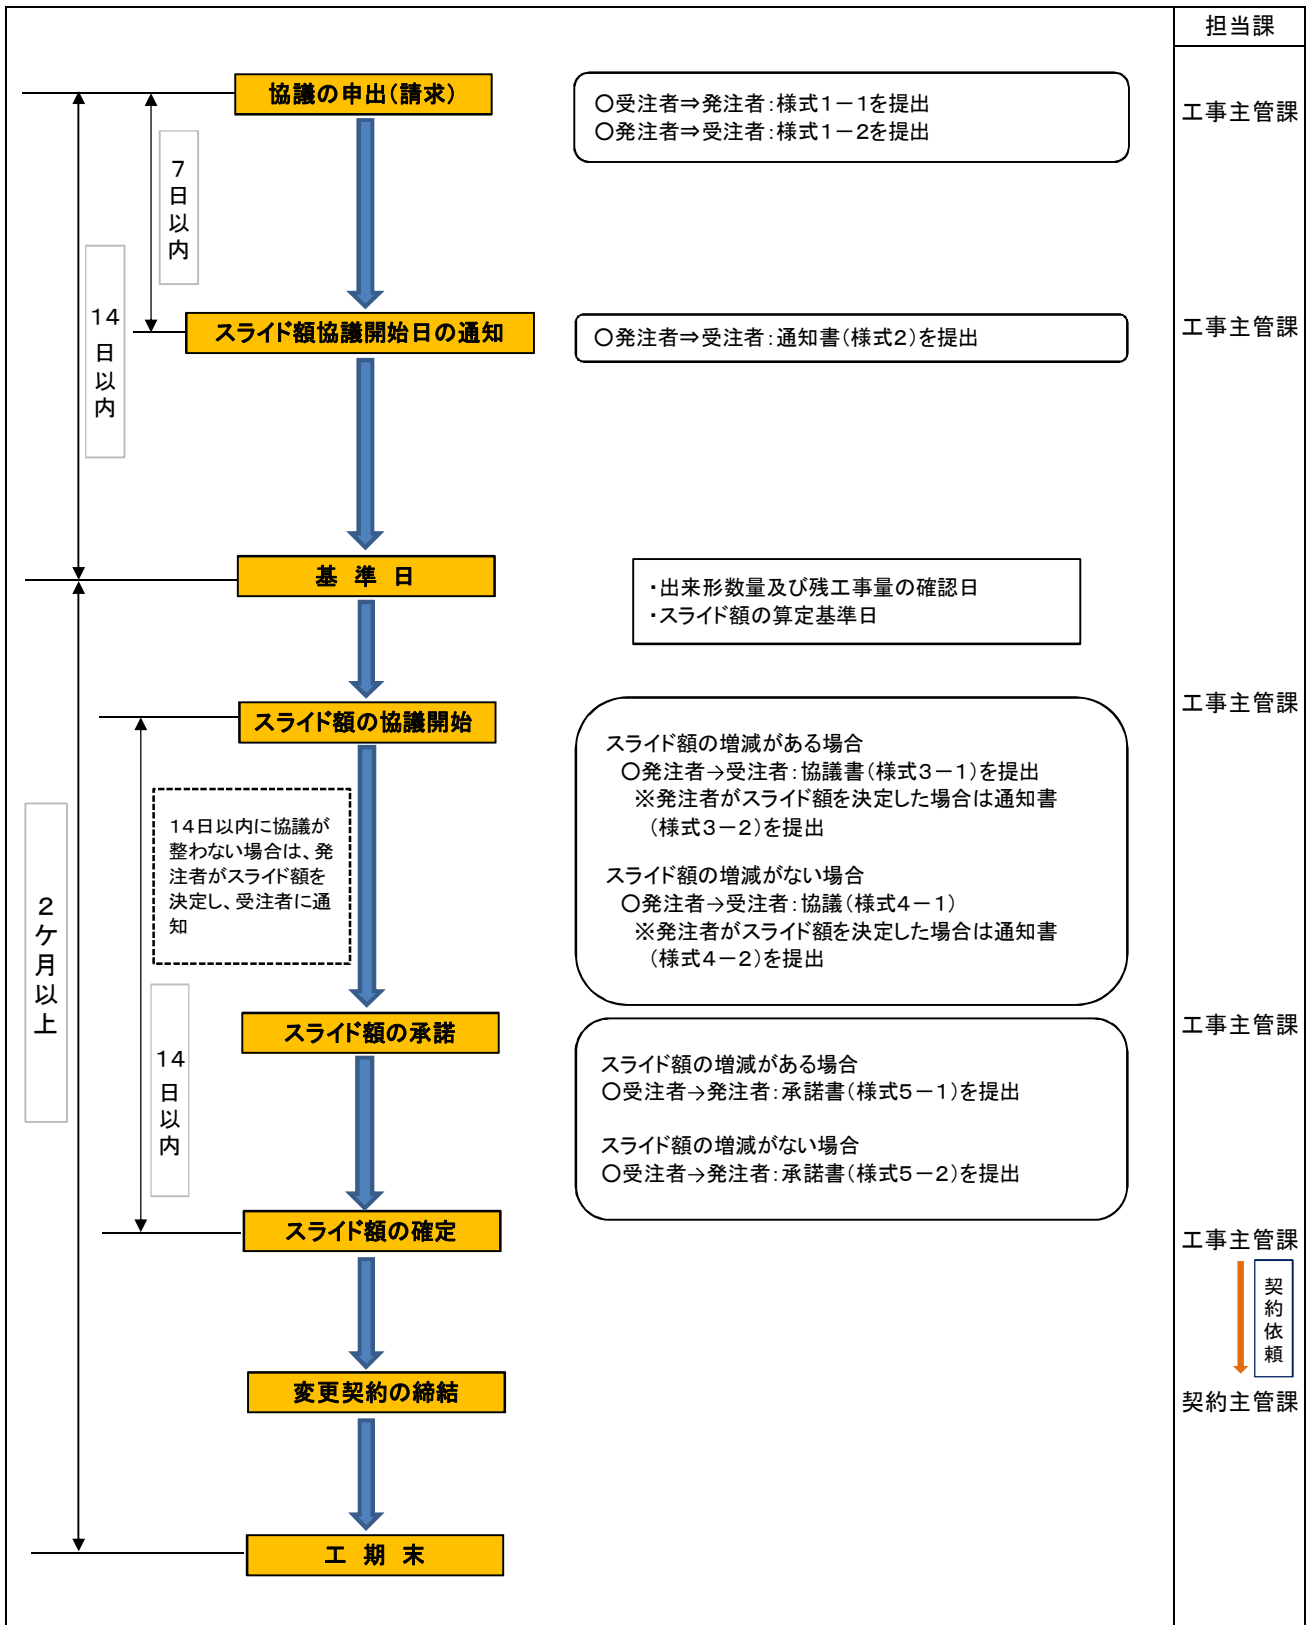 担当課
協議の申出(請求)
○受注者⇒発注者：様式1－1を提出
○発注者⇒受注者：様式1－2を提出
工事主管課
7日以内
14日以内
スライド額協議開始日の通知
○発注者⇒受注者：通知書(様式2)を提出
工事主管課
基 準 日
・出来形数量及び残工事量の確認日
・スライド額の算定基準日
スライド額の協議開始
工事主管課
スライド額の増減がある場合
○発注者→受注者：協議書(様式3－1)を提出
※発注者がスライド額を決定した場合は通知書
(様式3－2)を提出
スライド額の増減がない場合
○発注者→受注者：協議(様式4－1)
※発注者がスライド額を決定した場合は通知書
(様式4－2)を提出
14日以内に協議が
整わない場合は、発
注者がスライド額を
決定し、受注者に通
知
2ケ月以上
14日以内
スライド額の承諾
工事主管課
スライド額の増減がある場合
○受注者→発注者：承諾書(様式5－1)を提出
スライド額の増減がない場合
○受注者→発注者：承諾書(様式5－2)を提出
スライド額の確定
工事主管課
契約依頼
変更契約の締結
契約主管課
工 期 末